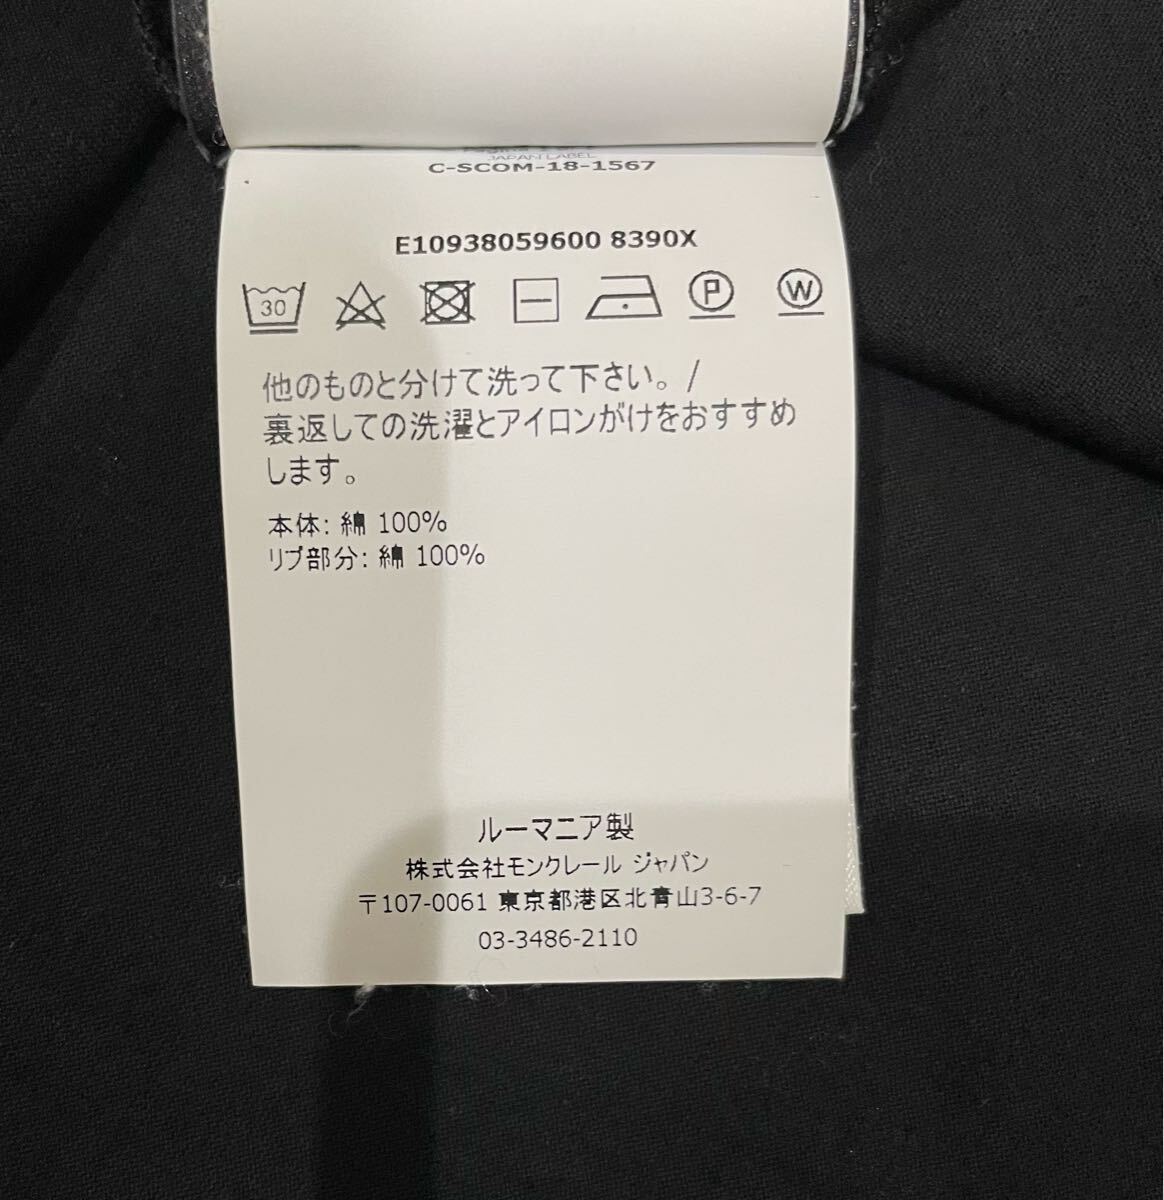 JAPAN LABEL
C-SCOM-18-1567
E10938059600 8390X
30
P
W
他のものと分けて洗って下さい。/
裏返しての洗濯とアイロンがけをおすすめ
します。
本体: 綿 100%
リブ部分: 綿 100%
ルーマニア製
株式会社モンクレール ジャパン
〒107-0061 東京都港区北青山3-6-7
03-3486-2110